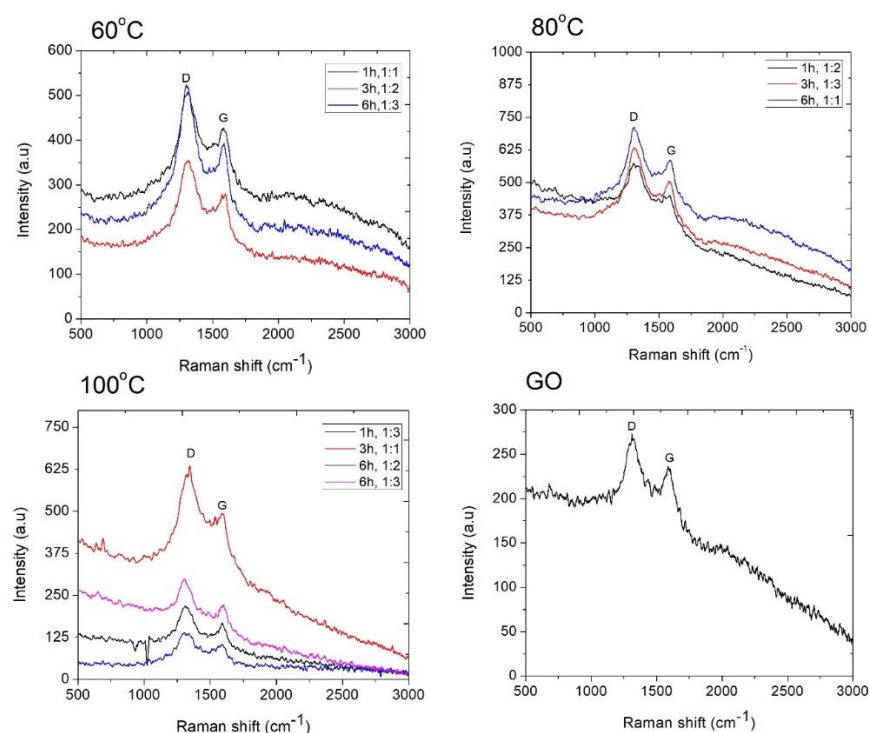 60°C
600
500
400
300
200
100
0
Intensity (a.u)
D
G
1h,1:1
3h,1:2
6h,1:3
500 1000 1500 2000 2500 3000
Raman shift (cm-1)
80°C
1000
875
750
625
500
375
250
125
0
Intensity (a.u)
D
G
1h, 1:2
3h, 1:3
6h, 1:1
500 1000 1500 2000 2500 3000
Raman shift (cm-1)
100°C
750
625
500
375
250
125
0
Intensity (a.u)
D
G
1h, 1:3
3h, 1:1
6h, 1:2
6h, 1:3
500 1000 1500 2000 2500 3000
Raman shift (cm-1)
GO
300
250
200
150
100
50
0
Intensity (a.u)
D
G
500 1000 1500 2000 2500 3000
Raman shift (cm-1)